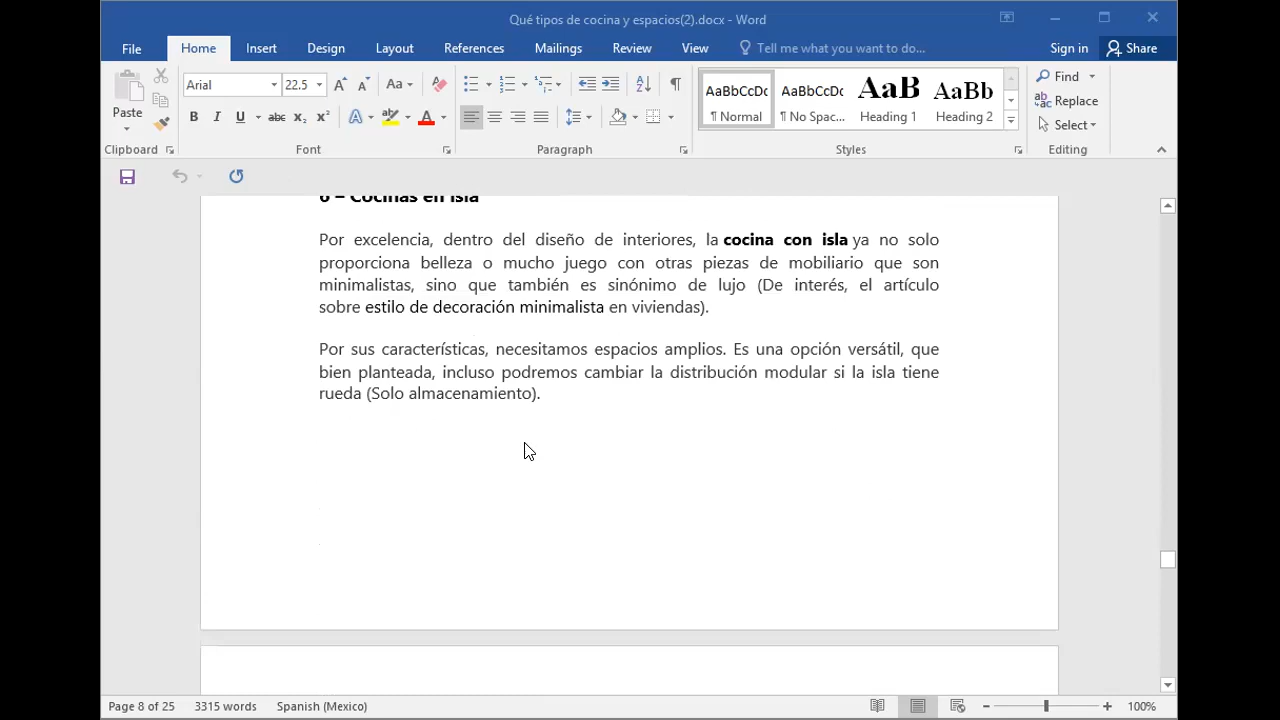 Qué tipos de cocina y espacios(2).docx - Word
File Home Insert Design Layout References Mailings Review View Tell me what you want to do... Sign in Share
Paste
Arial 22.5
Aa
B I U abc x₂ x² A A
AaBbCcDc AaBbCcDc AaB AaBb
¶ Normal ¶ No Spac... Heading 1 Heading 2
Find
Replace
Select
Clipboard Font Paragraph Styles Editing
6 – Cocinas en isla
Por excelencia, dentro del diseño de interiores, la cocina con isla ya no solo
proporciona belleza o mucho juego con otras piezas de mobiliario que son
minimalistas, sino que también es sinónimo de lujo (De interés, el artículo
sobre estilo de decoración minimalista en viviendas).
Por sus características, necesitamos espacios amplios. Es una opción versátil, que
bien planteada, incluso podremos cambiar la distribución modular si la isla tiene
rueda (Solo almacenamiento).
Page 8 of 25 3315 words Spanish (Mexico) 100%